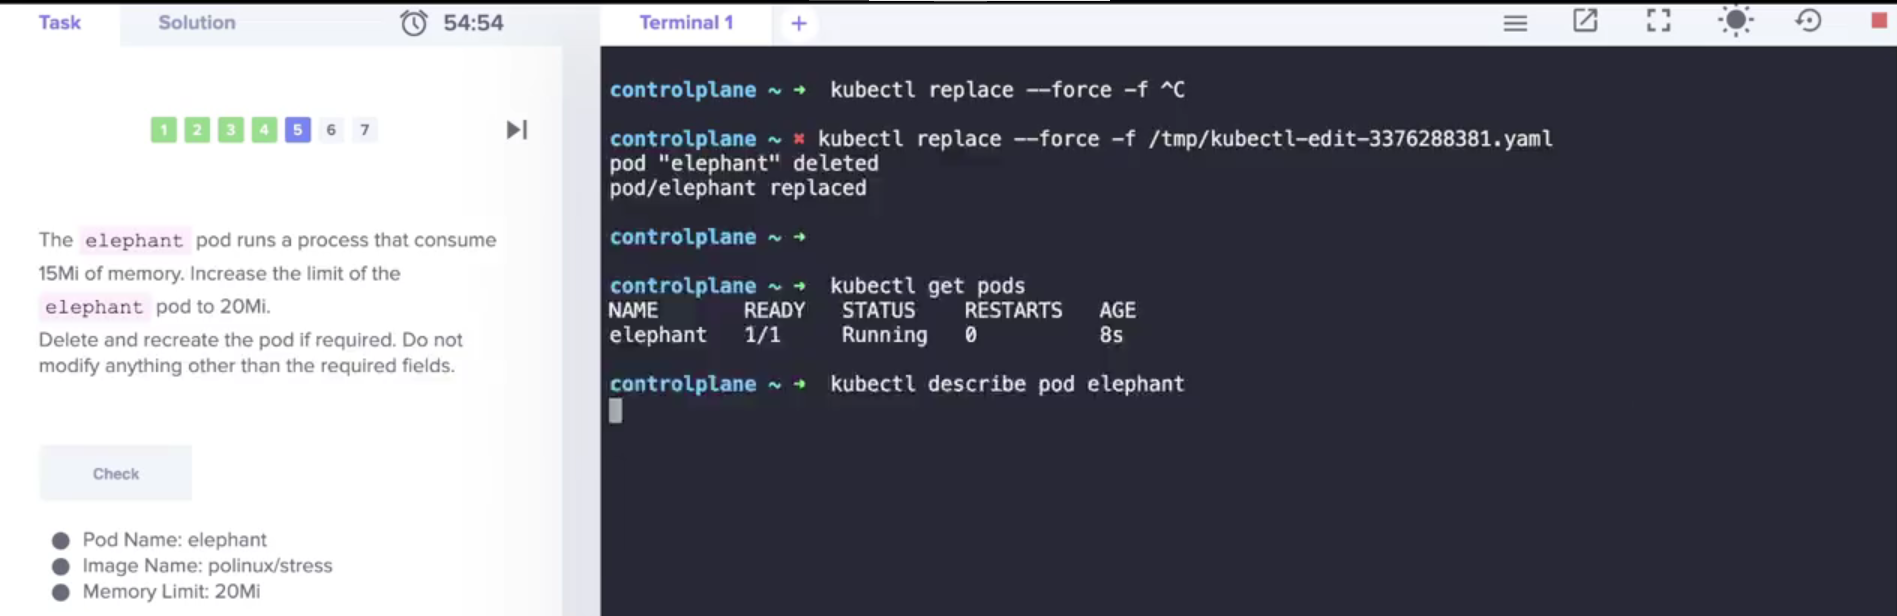 Task Solution 54:54
1 2 3 4 5 6 7
The elephant pod runs a process that consume
15Mi of memory. Increase the limit of the
elephant pod to 20Mi.
Delete and recreate the pod if required. Do not
modify anything other than the required fields.
Check
Pod Name: elephant
Image Name: polinux/stress
Memory Limit: 20Mi
Terminal 1 +
controlplane ~ ➜ kubectl replace --force -f ^C
controlplane ~ ✖ kubectl replace --force -f /tmp/kubectl-edit-3376288381.yaml
pod "elephant" deleted
pod/elephant replaced
controlplane ~ ➜
controlplane ~ ➜ kubectl get pods
NAME READY STATUS RESTARTS AGE
elephant 1/1 Running 0 8s
controlplane ~ ➜ kubectl describe pod elephant